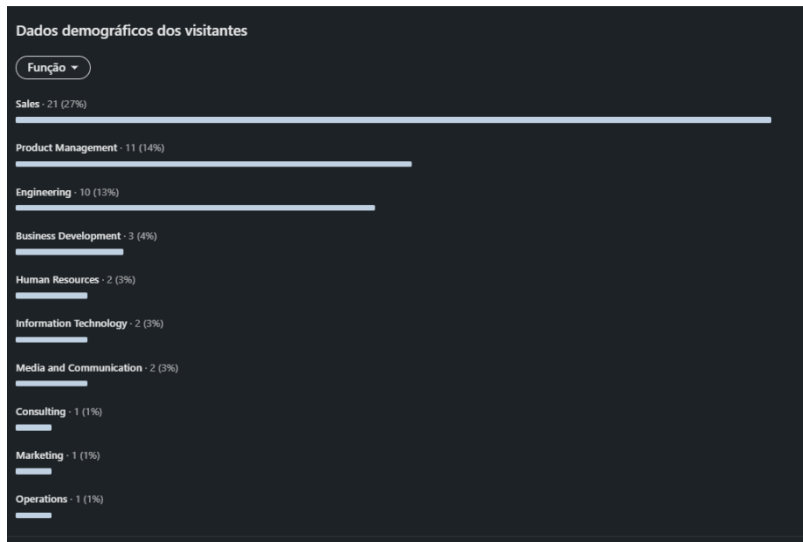 Dados demográficos dos visitantes
Função
Sales · 21 (27%)
Product Management · 11 (14%)
Engineering · 10 (13%)
Business Development · 3 (4%)
Human Resources · 2 (3%)
Information Technology · 2 (3%)
Media and Communication · 2 (3%)
Consulting · 1 (1%)
Marketing · 1 (1%)
Operations · 1 (1%)